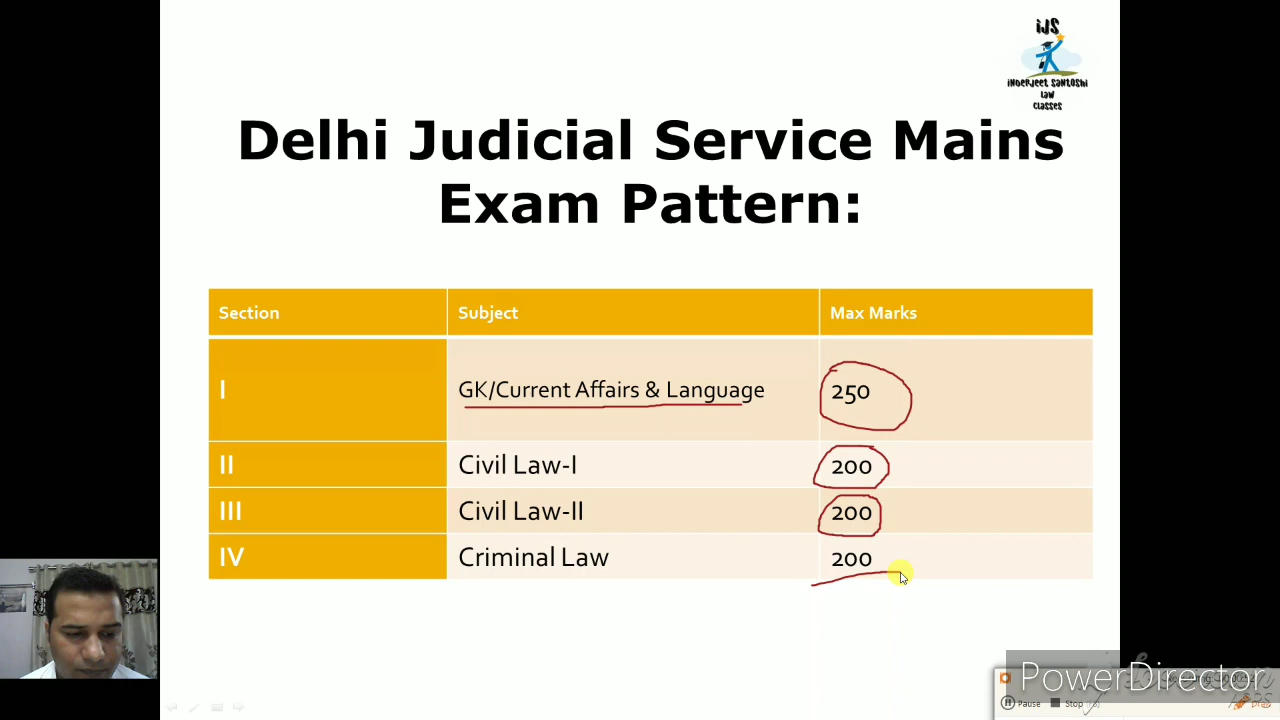 iJS
iNDERJEET SANTOSHi
LAW
CLASSES
Delhi Judicial Service Mains
Exam Pattern:
Section Subject Max Marks
I GK/Current Affairs & Language 250
II Civil Law-I 200
III Civil Law-II 200
IV Criminal Law 200
PowerDirector
Pause Stop Draw